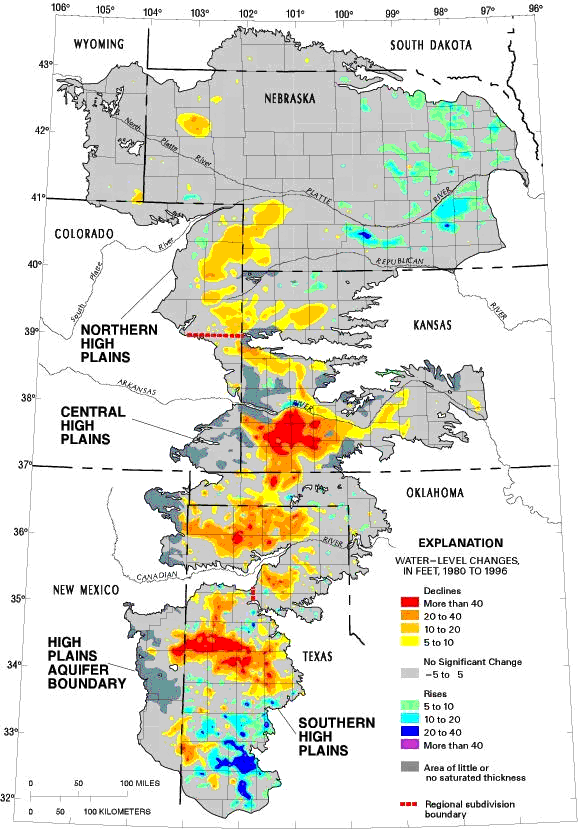 105° 104° 103° 102° 101° 100° 99° 98° 97° 96°
WYOMING
SOUTH DAKOTA
43°
NEBRASKA
42°
North
Platte
River
41°
PLATTE
RIVER
COLORADO
River
40°
REPUBLICAN
South Platte
RIVER
39°
NORTHERN
HIGH
PLAINS
KANSAS
ARKANSAS
RIVER
38°
CENTRAL
HIGH
PLAINS
37°
OKLAHOMA
36°
RIVER
CANADIAN
EXPLANATION
WATER-LEVEL CHANGES,
IN FEET, 1980 TO 1996
NEW MEXICO
35°
Declines
More than 40
20 to 40
10 to 20
5 to 10
HIGH
PLAINS
AQUIFER
BOUNDARY
TEXAS
34°
No Significant Change
−5 to 5
Rises
5 to 10
10 to 20
20 to 40
More than 40
SOUTHERN
HIGH
PLAINS
33°
Area of little or
no saturated thickness
0 50 100 MILES
0 50 100 KILOMETERS
32°
Regional subdivision
boundary